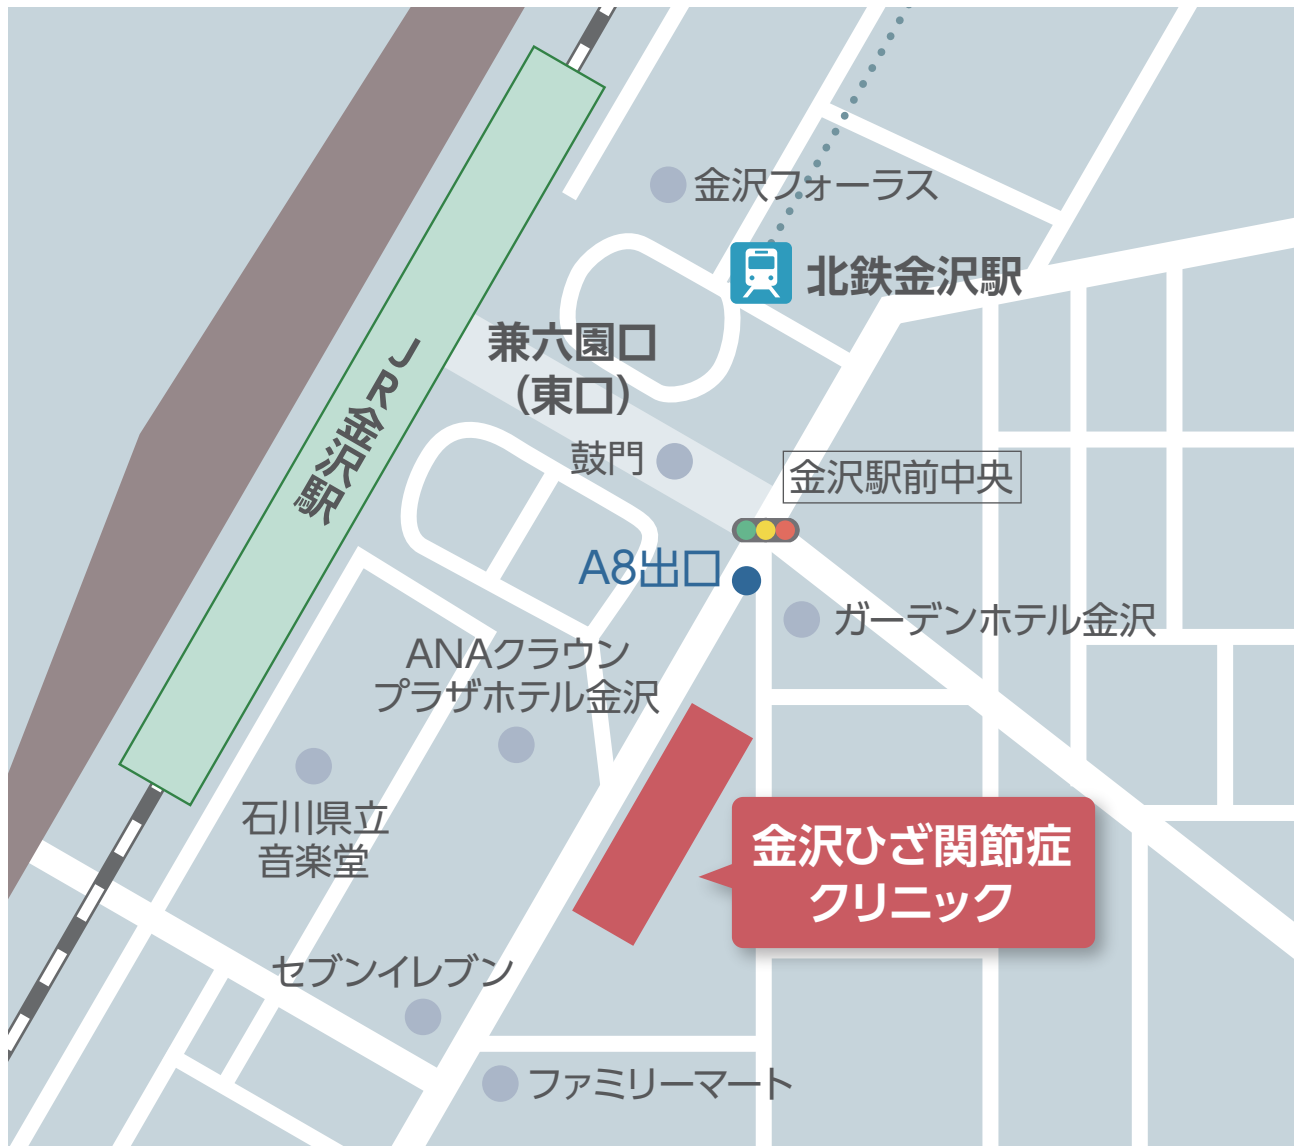 金沢フォーラス
北鉄金沢駅
兼六園口
（東口）
JR金沢駅
鼓門
金沢駅前中央
A8出口
ガーデンホテル金沢
ANAクラウン
プラザホテル金沢
石川県立
音楽堂
金沢ひざ関節症
クリニック
セブンイレブン
ファミリーマート